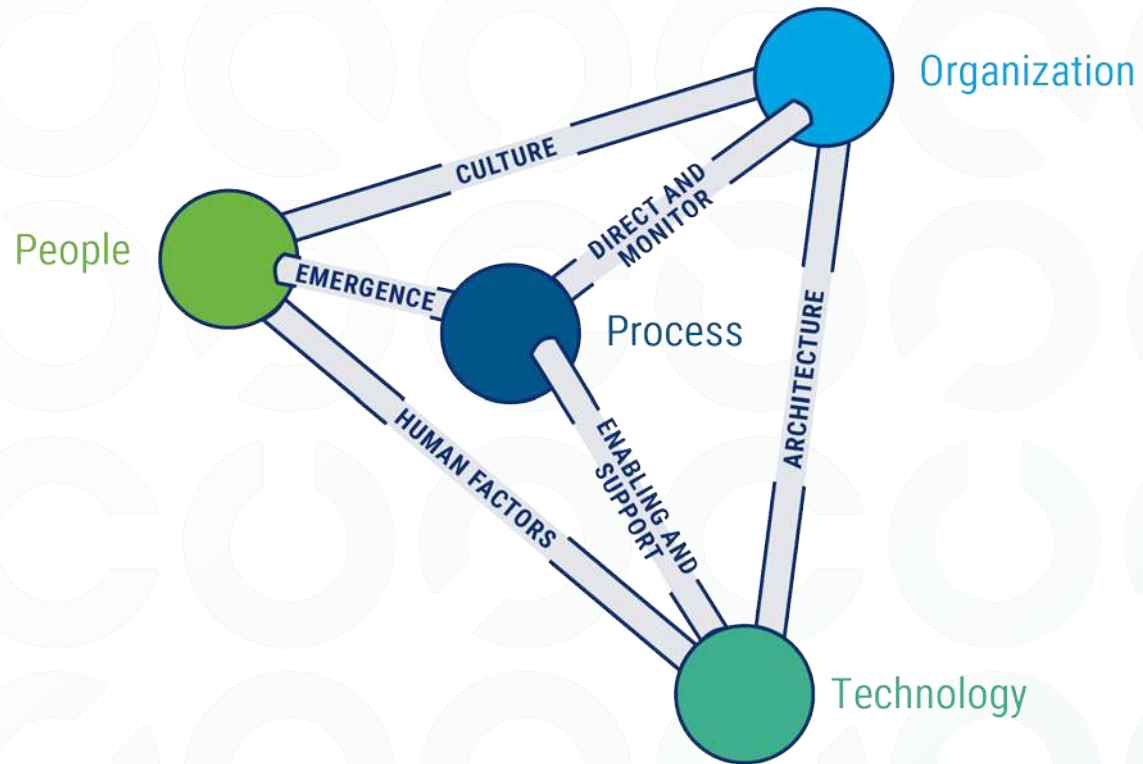 Organization
CULTURE
DIRECT AND
MONITOR
People
EMERGENCE
Process
ARCHITECTURE
HUMAN FACTORS
ENABLING AND
SUPPORT
Technology